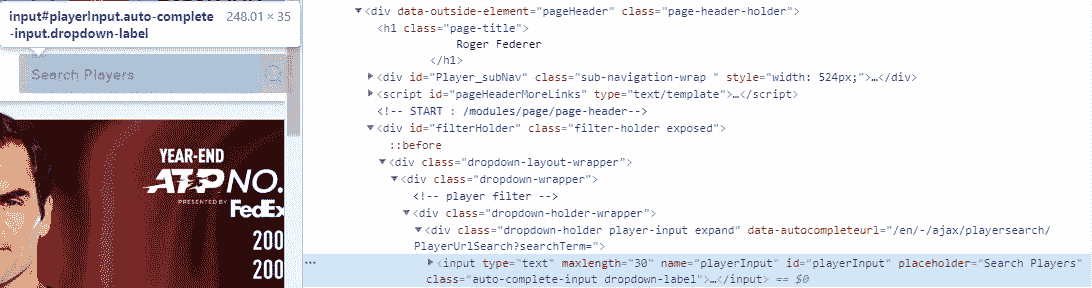 input#playerInput.auto-complete 248.01 × 35
-input.dropdown-label
Search Players
YEAR-END
ATP NO.
PRESENTED BY FedEx
200
200
▼<div data-outside-element="pageHeader" class="page-header-holder">
▼<h1 class="page-title">
Roger Federer
</h1>
▶<div id="Player_subNav" class="sub-navigation-wrap " style="width: 524px;">…</div>
▶<script id="pageHeaderMoreLinks" type="text/template">…</script>
<!-- START : /modules/page/page-header-->
▼<div id="filterHolder" class="filter-holder exposed">
::before
▼<div class="dropdown-layout-wrapper">
▼<div class="dropdown-wrapper">
<!-- player filter -->
▼<div class="dropdown-holder-wrapper">
▼<div class="dropdown-holder player-input expand" data-autocompleteurl="/en/-/ajax/playersearch/
PlayerUrlSearch?searchTerm=">
… ▶<input type="text" maxlength="30" name="playerInput" id="playerInput" placeholder="Search Players"
class="auto-complete-input dropdown-label">…</input> == $0